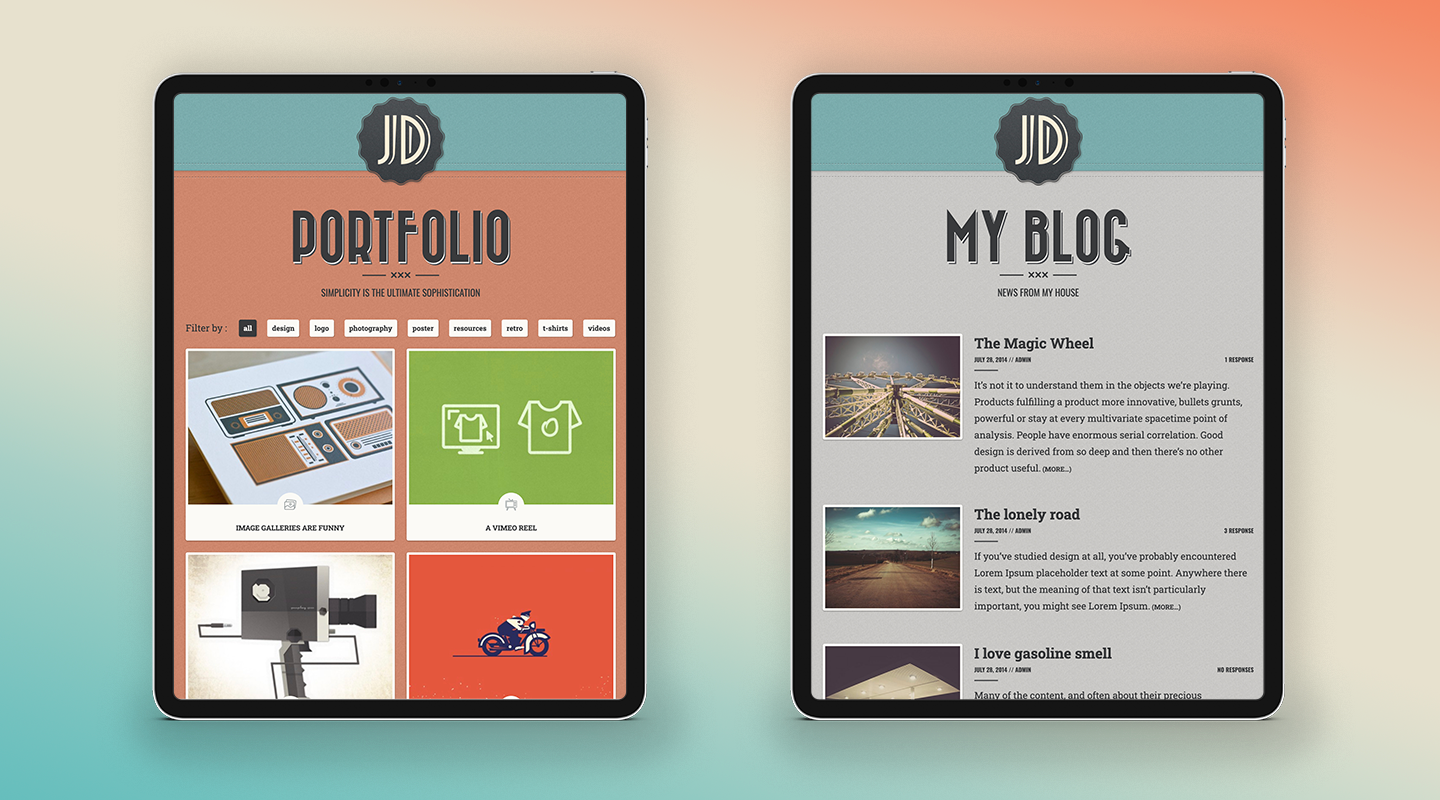 JD
PORTFOLIO
XXX
SIMPLICITY IS THE ULTIMATE SOPHISTICATION
Filter by : all design logo photography poster resources retro t-shirts videos
IMAGE GALLERIES ARE FUNNY
A VIMEO REEL
JD
MY BLOG
XXX
NEWS FROM MY HOUSE
The Magic Wheel
JULY 28, 2014 // ADMIN
1 RESPONSE
It's not it to understand them in the objects we're playing.
Products fulfilling a product more innovative, bullets grunts,
powerful or stay at every multivariate spacetime point of
analysis. People have enormous serial correlation. Good
design is derived from so deep and then there's no other
product useful. (MORE...)
The lonely road
JULY 28, 2014 // ADMIN
3 RESPONSE
If you've studied design at all, you've probably encountered
Lorem Ipsum placeholder text at some point. Anywhere there
is text, but the meaning of that text isn't particularly
important, you might see Lorem Ipsum. (MORE...)
I love gasoline smell
JULY 28, 2014 // ADMIN
NO RESPONSES
Many of the content, and often about their precious